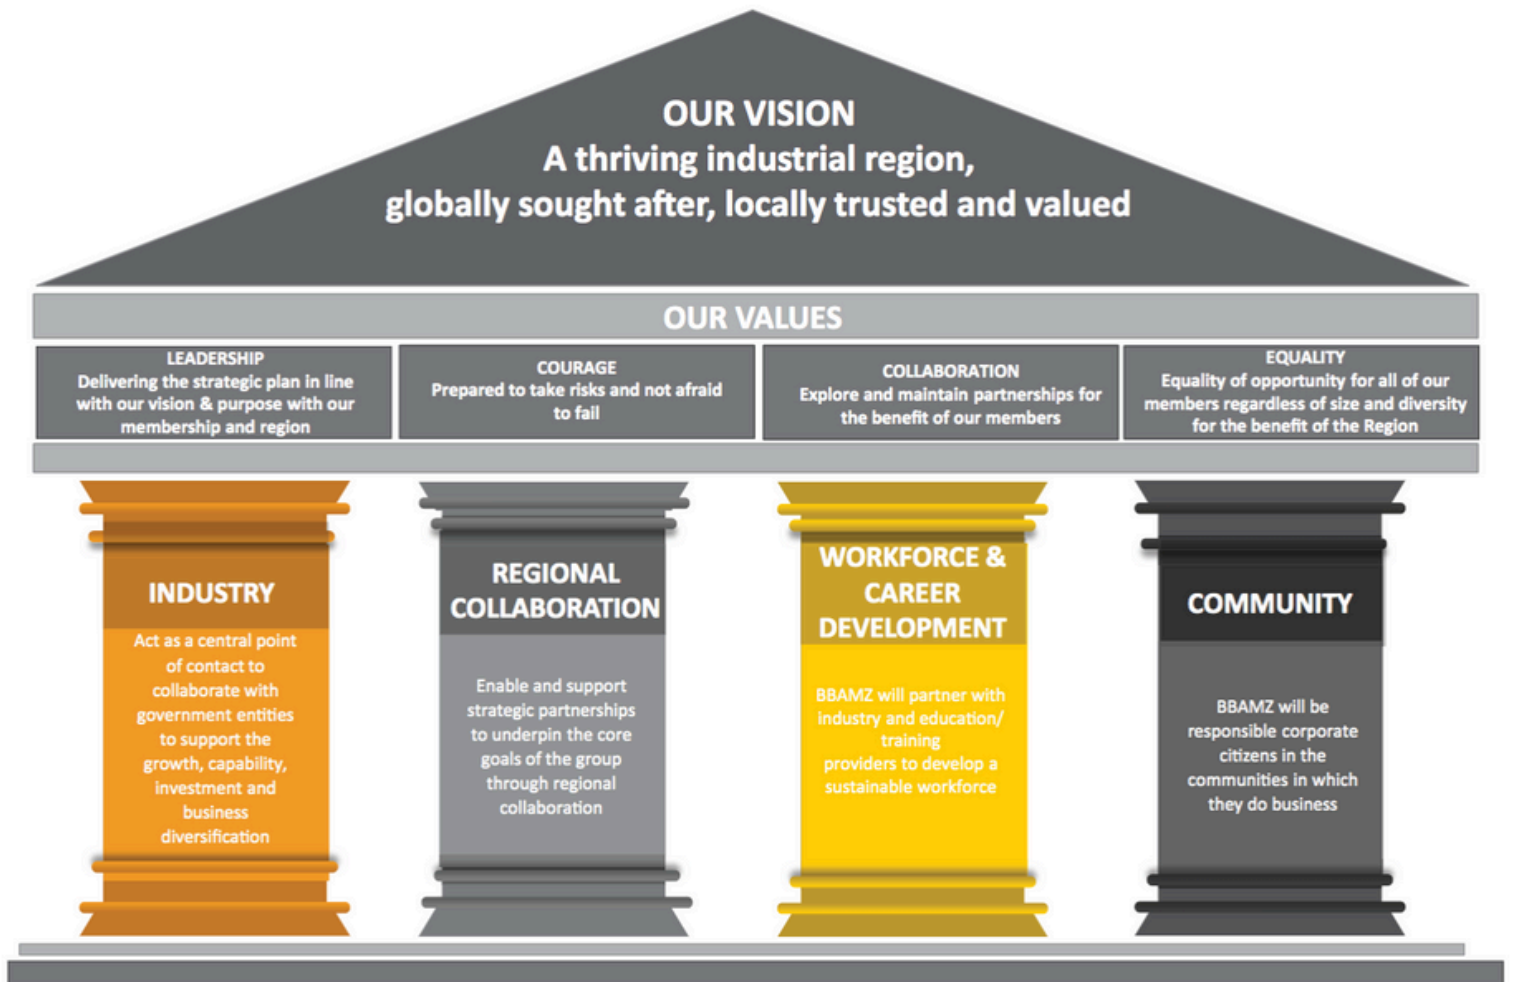 OUR VISION
A thriving industrial region,
globally sought after, locally trusted and valued
OUR VALUES
LEADERSHIP
Delivering the strategic plan in line
with our vision & purpose with our
membership and region
COURAGE
Prepared to take risks and not afraid
to fail
COLLABORATION
Explore and maintain partnerships for
the benefit of our members
EQUALITY
Equality of opportunity for all of our
members regardless of size and diversity
for the benefit of the Region
INDUSTRY
Act as a central point
of contact to
collaborate with
government entities
to support the
growth, capability,
investment and
business
diversification
REGIONAL
COLLABORATION
Enable and support
strategic partnerships
to underpin the core
goals of the group
through regional
collaboration
WORKFORCE &
CAREER
DEVELOPMENT
BBAMZ will partner with
industry and education/
training
providers to develop a
sustainable workforce
COMMUNITY
BBAMZ will be
responsible corporate
citizens in the
communities in which
they do business